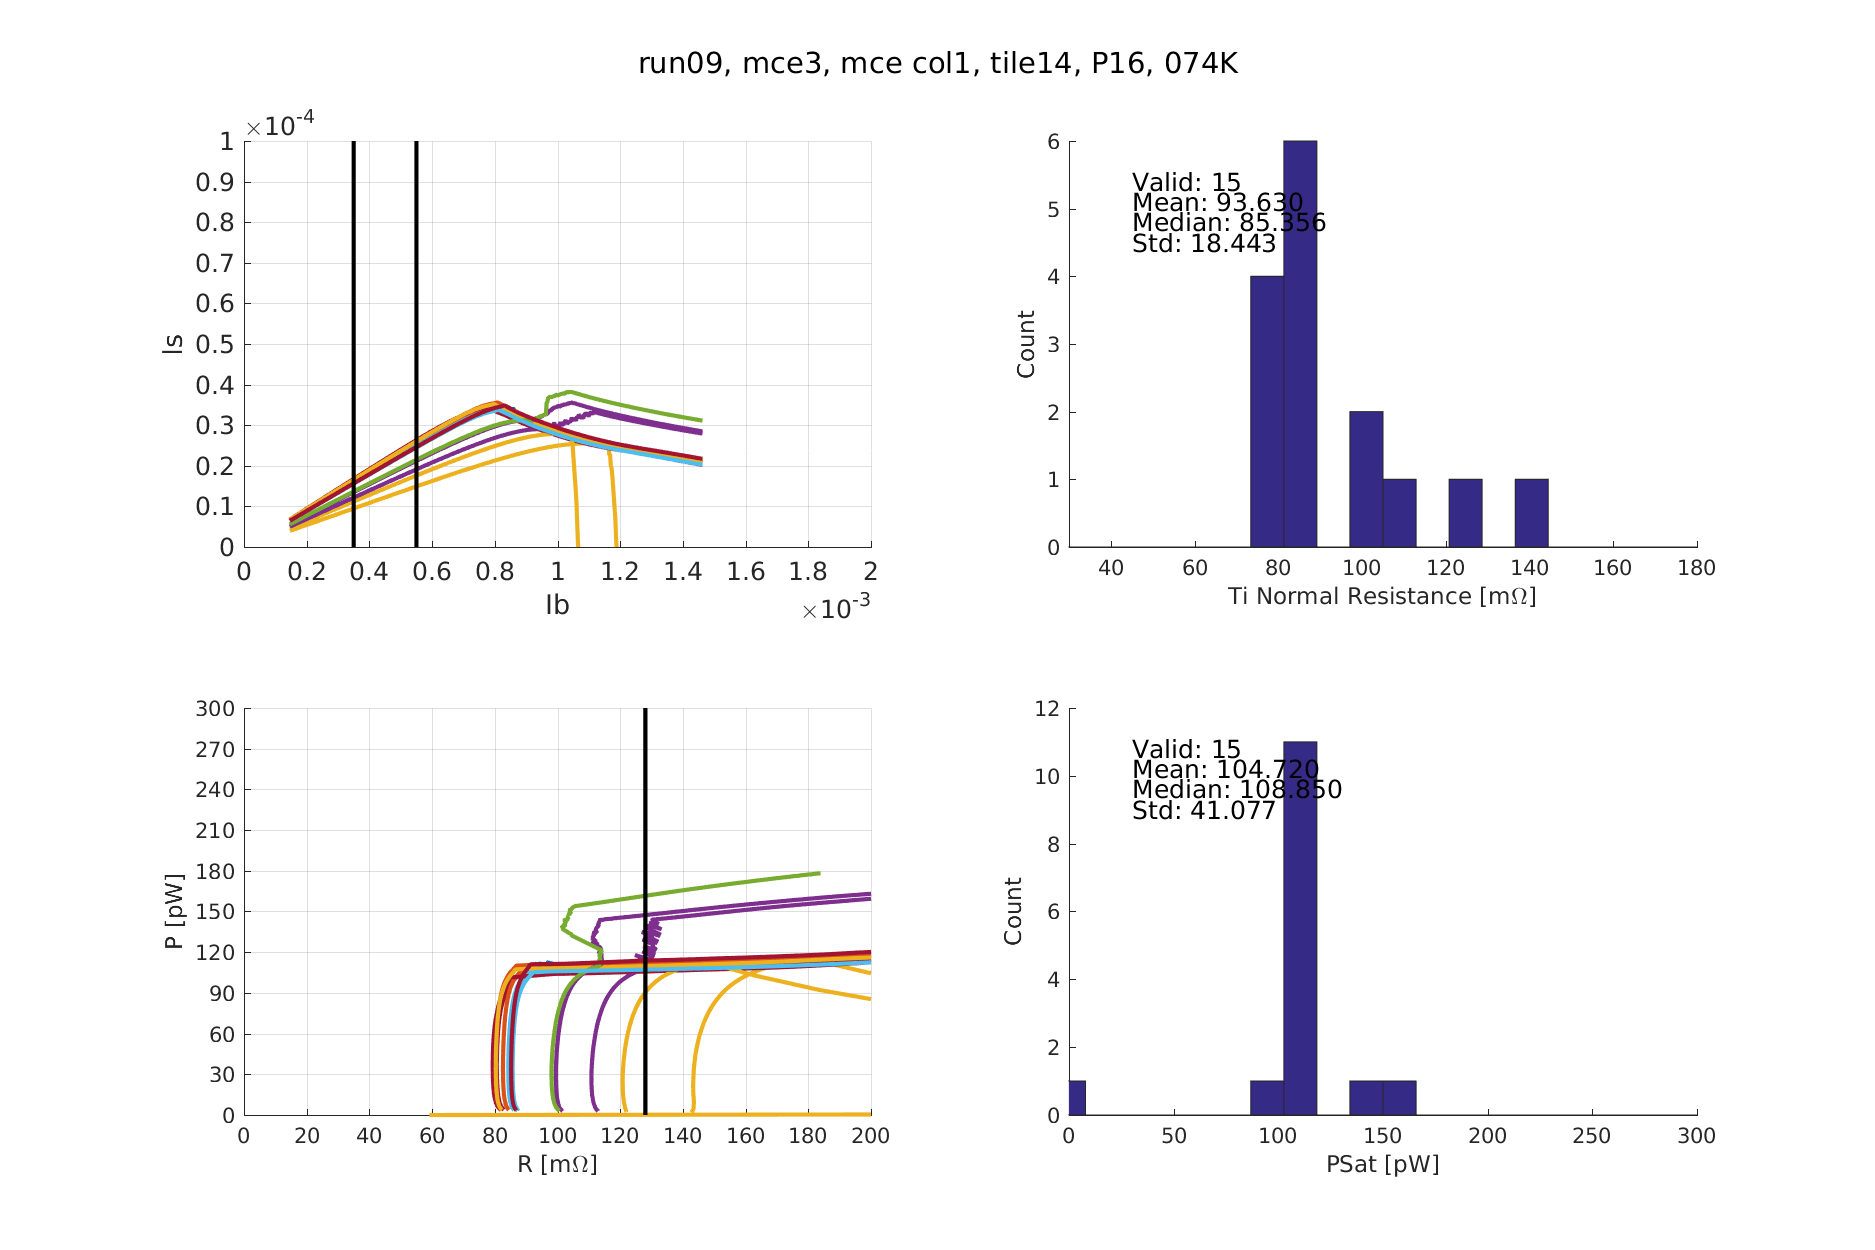 run09, mce3, mce col1, tile14, P16, 074K
×10-4
1
0.9
0.8
0.7
0.6
0.5
0.4
0.3
0.2
0.1
0
Is
0 0.2 0.4 0.6 0.8 1 1.2 1.4 1.6 1.8 2
Ib
×10-3
6
5
4
3
2
1
0
Count
Valid: 15
Mean: 93.630
Median: 85.356
Std: 18.443
40 60 80 100 120 140 160 180
Ti Normal Resistance [mΩ]
300
270
240
210
180
150
120
90
60
30
0
P [pW]
0 20 40 60 80 100 120 140 160 180 200
R [mΩ]
12
10
8
6
4
2
0
Count
Valid: 15
Mean: 104.720
Median: 108.850
Std: 41.077
0 50 100 150 200 250 300
PSat [pW]